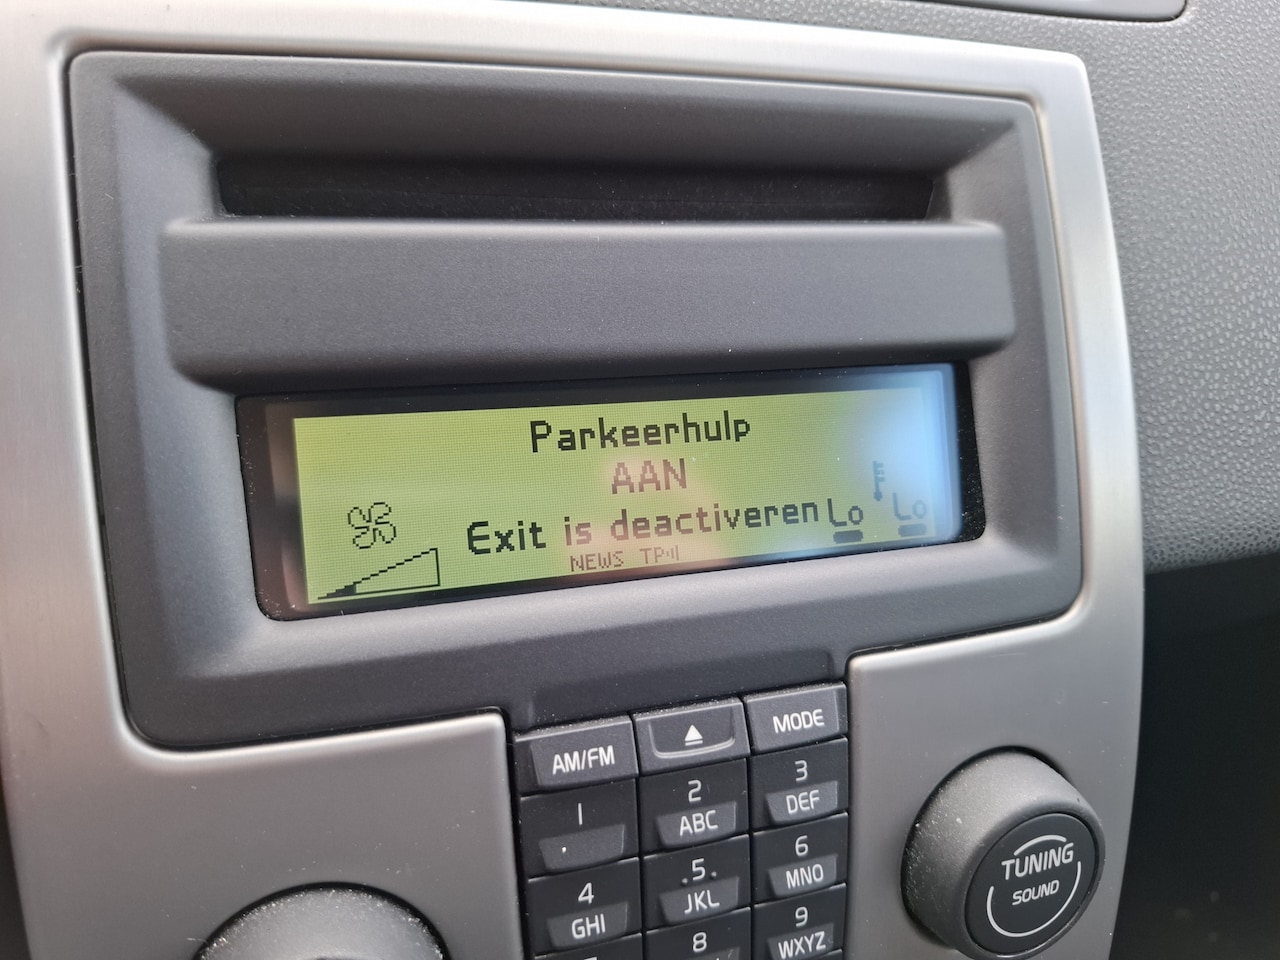 Parkeerhulp
AAN
Exit is deactiveren Lo Lo
NEWS TP
AM/FM
MODE
1
2
ABC
3
DEF
4
GHI
.5.
JKL
6
MNO
8
9
WXYZ
TUNING
SOUND